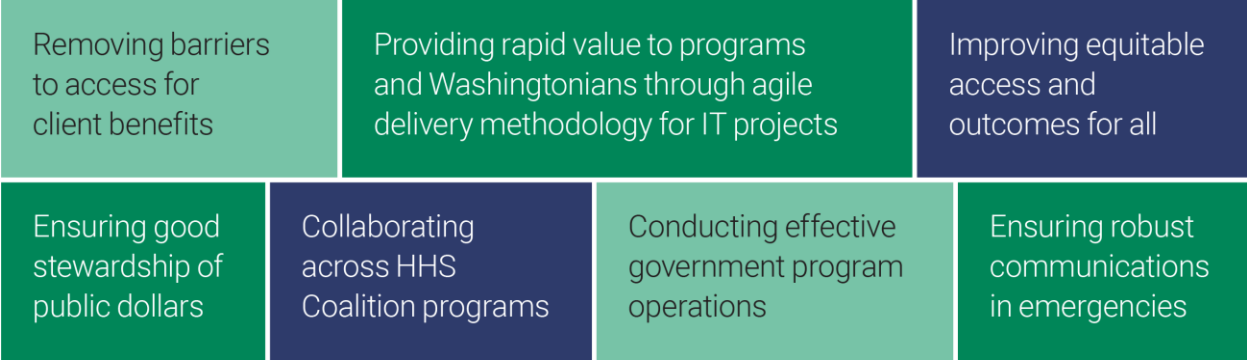 Removing barriers
to access for
client benefits
Providing rapid value to programs
and Washingtonians through agile
delivery methodology for IT projects
Improving equitable
access and
outcomes for all
Ensuring good
stewardship of
public dollars
Collaborating
across HHS
Coalition programs
Conducting effective
government program
operations
Ensuring robust
communications
in emergencies